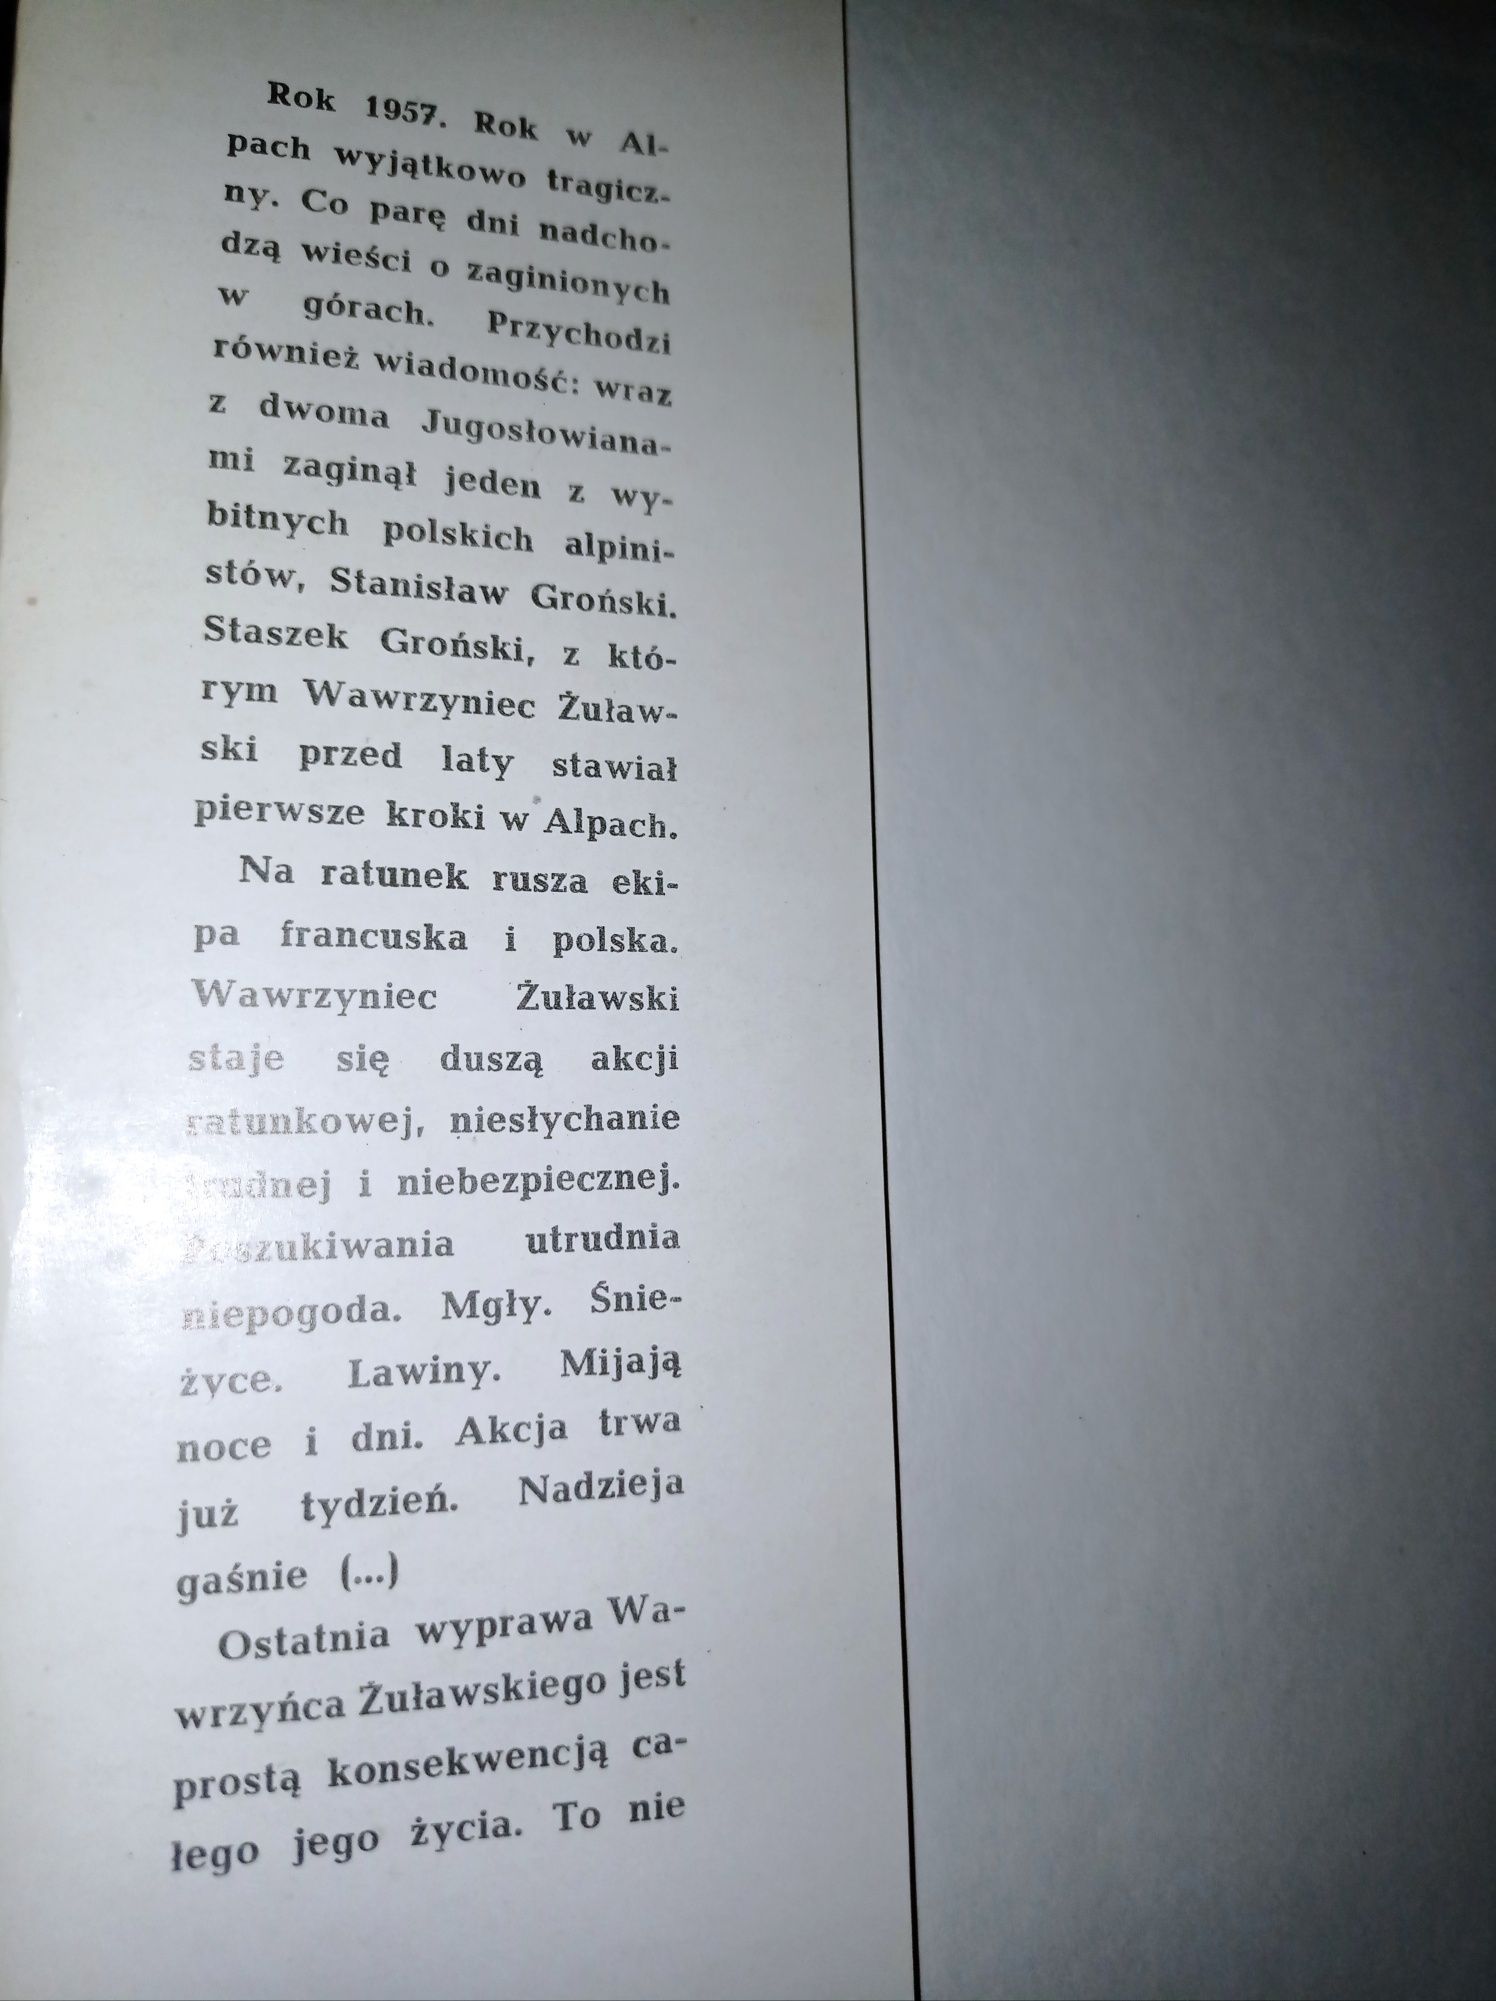 Rok 1957. Rok w Al-
pach wyjątkowo tragicz-
ny. Co parę dni nadcho-
dzą wieści o zaginionych
w górach. Przychodzi
również wiadomość: wraz
z dwoma Jugosłowiana-
mi zaginął jeden z wy-
bitnych polskich alpini-
stów, Stanisław Groński.
Staszek Groński, z któ-
rym Wawrzyniec Żuław-
ski przed laty stawiał
pierwsze kroki w Alpach.
Na ratunek rusza eki-
pa francuska i polska.
Wawrzyniec Żuławski
staje się duszą akcji
ratunkowej, niesłychanie
trudnej i niebezpiecznej.
Poszukiwania utrudnia
niepogoda. Mgły. Śnie-
życe. Lawiny. Mijają
noce i dni. Akcja trwa
już tydzień. Nadzieja
gaśnie (...)
Ostatnia wyprawa Wa-
wrzyńca Żuławskiego jest
prostą konsekwencją ca-
łego jego życia. To nie